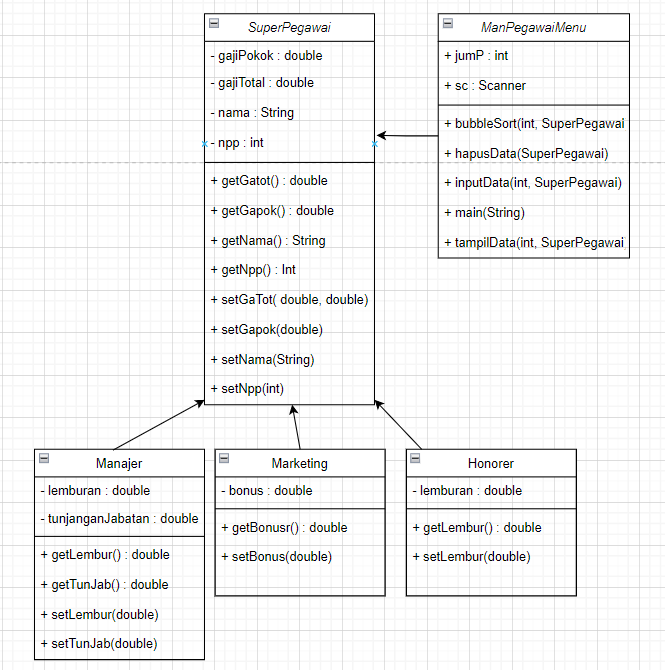 SuperPegawai
- gajiPokok : double
- gajiTotal : double
- nama : String
- npp : int
+ getGatot() : double
+ getGapok() : double
+ getNama() : String
+ getNpp() : Int
+ setGaTot( double, double)
+ setGapok(double)
+ setNama(String)
+ setNpp(int)
ManPegawaiMenu
+ jumP : int
+ sc : Scanner
+ bubbleSort(int, SuperPegawai
+ hapusData(SuperPegawai)
+ inputData(int, SuperPegawai)
+ main(String)
+ tampilData(int, SuperPegawai
Manajer
- lemburan : double
- tunjanganJabatan : double
+ getLembur() : double
+ getTunJab() : double
+ setLembur(double)
+ setTunJab(double)
Marketing
- bonus : double
+ getBonusr() : double
+ setBonus(double)
Honorer
- lemburan : double
+ getLembur() : double
+ setLembur(double)